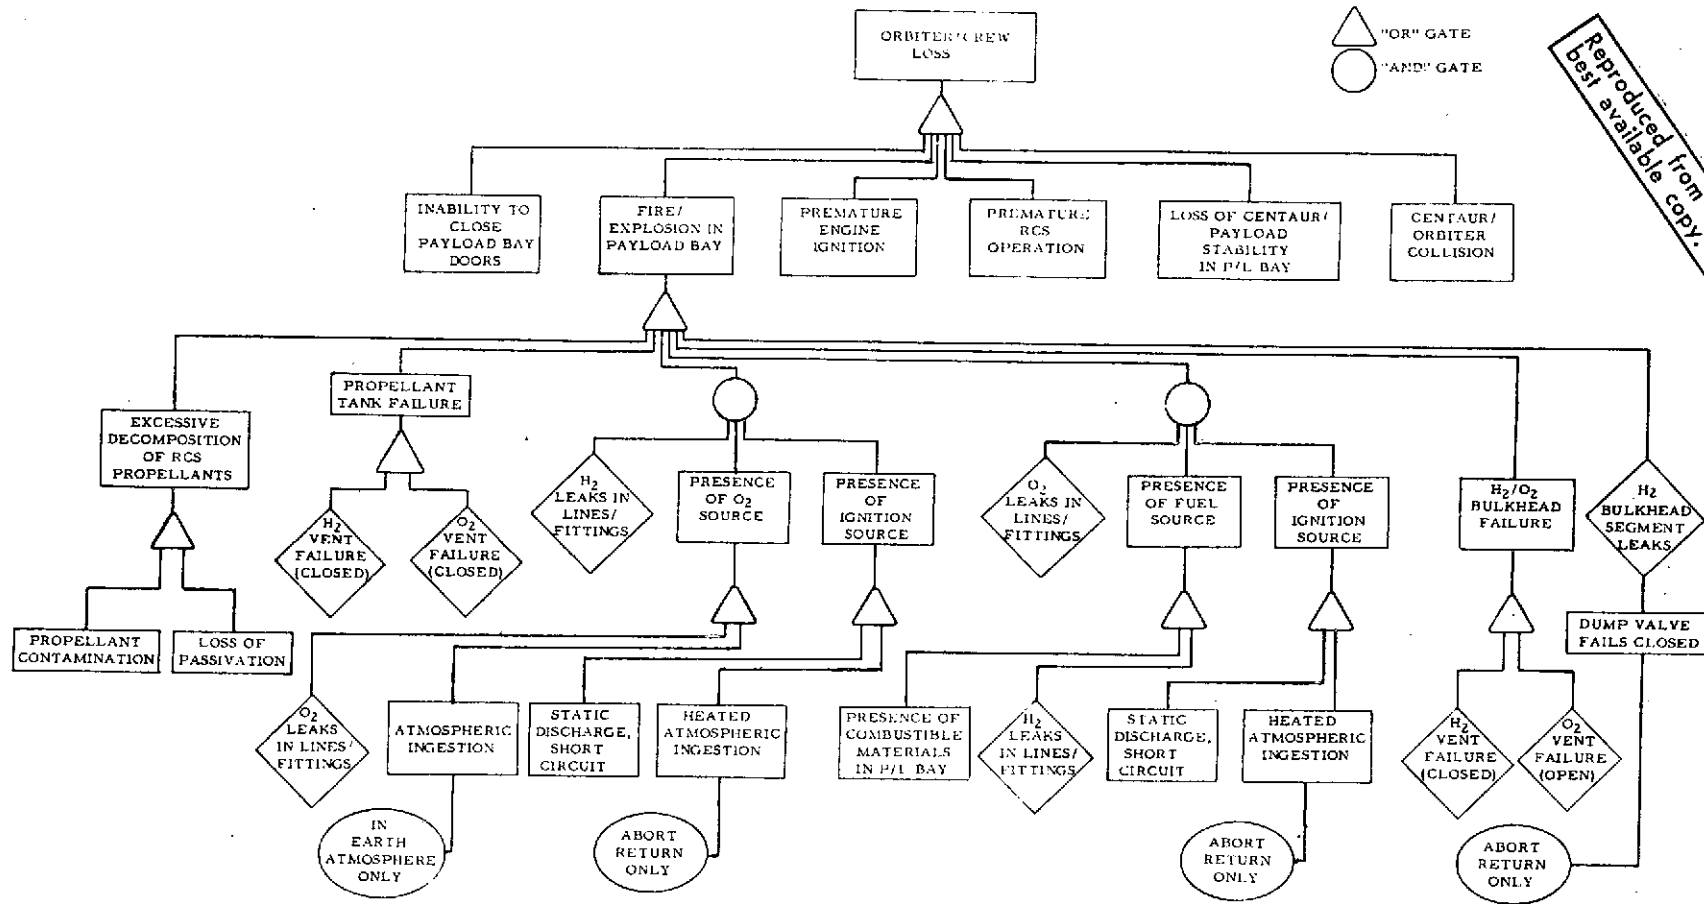 ORBITER/CREW
LOSS
"OR" GATE
"AND" GATE
Reproduced from
best available copy.
INABILITY TO
CLOSE
PAYLOAD BAY
DOORS
FIRE/
EXPLOSION IN
PAYLOAD BAY
PREMATURE
ENGINE
IGNITION
PREMATURE
RCS
OPERATION
LOSS OF CENTAUR/
PAYLOAD
STABILITY
IN P/L BAY
CENTAUR/
ORBITER
COLLISION
EXCESSIVE
DECOMPOSITION
OF RCS
PROPELLANTS
PROPELLANT
TANK FAILURE
H2
LEAKS IN
LINES/
FITTINGS
PRESENCE
OF O2
SOURCE
PRESENCE
OF
IGNITION
SOURCE
O2
LEAKS IN
LINES/
FITTINGS
PRESENCE
OF FUEL
SOURCE
PRESENCE
OF
IGNITION
SOURCE
H2/O2
BULKHEAD
FAILURE
H2
BULKHEAD
SEGMENT
LEAKS
H2
VENT
FAILURE
(CLOSED)
O2
VENT
FAILURE
(CLOSED)
PROPELLANT
CONTAMINATION
LOSS OF
PASSIVATION
DUMP VALVE
FAILS CLOSED
O2
LEAKS
IN LINES/
FITTINGS
ATMOSPHERIC
INGESTION
STATIC
DISCHARGE,
SHORT
CIRCUIT
HEATED
ATMOSPHERIC
INGESTION
PRESENCE OF
COMBUSTIBLE
MATERIALS
IN P/L BAY
H2
LEAKS
IN LINES/
FITTINGS
STATIC
DISCHARGE,
SHORT
CIRCUIT
HEATED
ATMOSPHERIC
INGESTION
H2
VENT
FAILURE
(CLOSED)
O2
VENT
FAILURE
(OPEN)
IN
EARTH
ATMOSPHERE
ONLY
ABORT
RETURN
ONLY
ABORT
RETURN
ONLY
ABORT
RETURN
ONLY